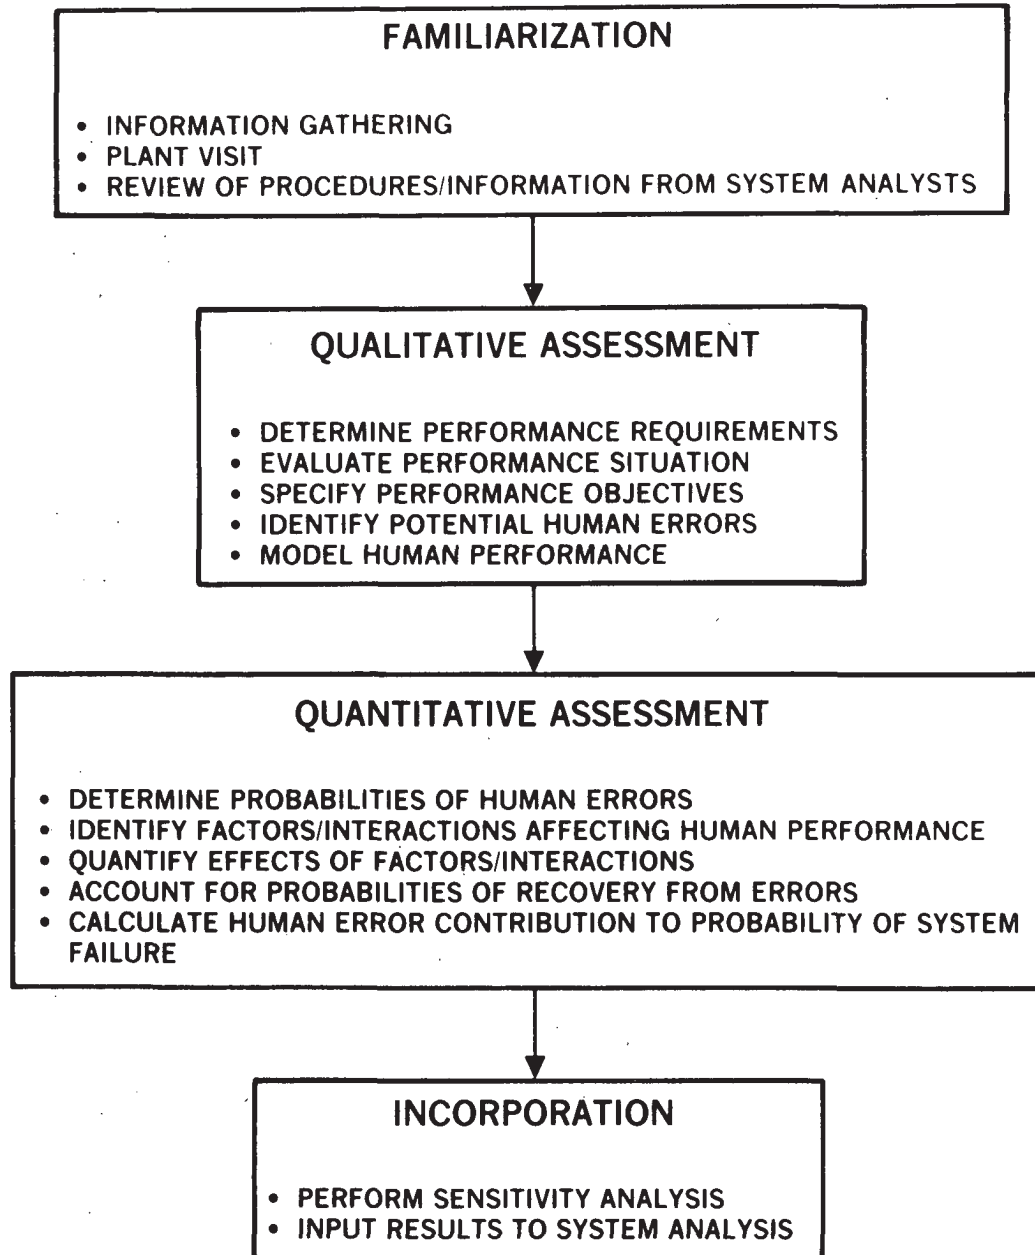 FAMILIARIZATION
• INFORMATION GATHERING
• PLANT VISIT
• REVIEW OF PROCEDURES/INFORMATION FROM SYSTEM ANALYSTS
QUALITATIVE ASSESSMENT
• DETERMINE PERFORMANCE REQUIREMENTS
• EVALUATE PERFORMANCE SITUATION
• SPECIFY PERFORMANCE OBJECTIVES
• IDENTIFY POTENTIAL HUMAN ERRORS
• MODEL HUMAN PERFORMANCE
QUANTITATIVE ASSESSMENT
• DETERMINE PROBABILITIES OF HUMAN ERRORS
• IDENTIFY FACTORS/INTERACTIONS AFFECTING HUMAN PERFORMANCE
• QUANTIFY EFFECTS OF FACTORS/INTERACTIONS
• ACCOUNT FOR PROBABILITIES OF RECOVERY FROM ERRORS
• CALCULATE HUMAN ERROR CONTRIBUTION TO PROBABILITY OF SYSTEM
FAILURE
INCORPORATION
• PERFORM SENSITIVITY ANALYSIS
• INPUT RESULTS TO SYSTEM ANALYSIS